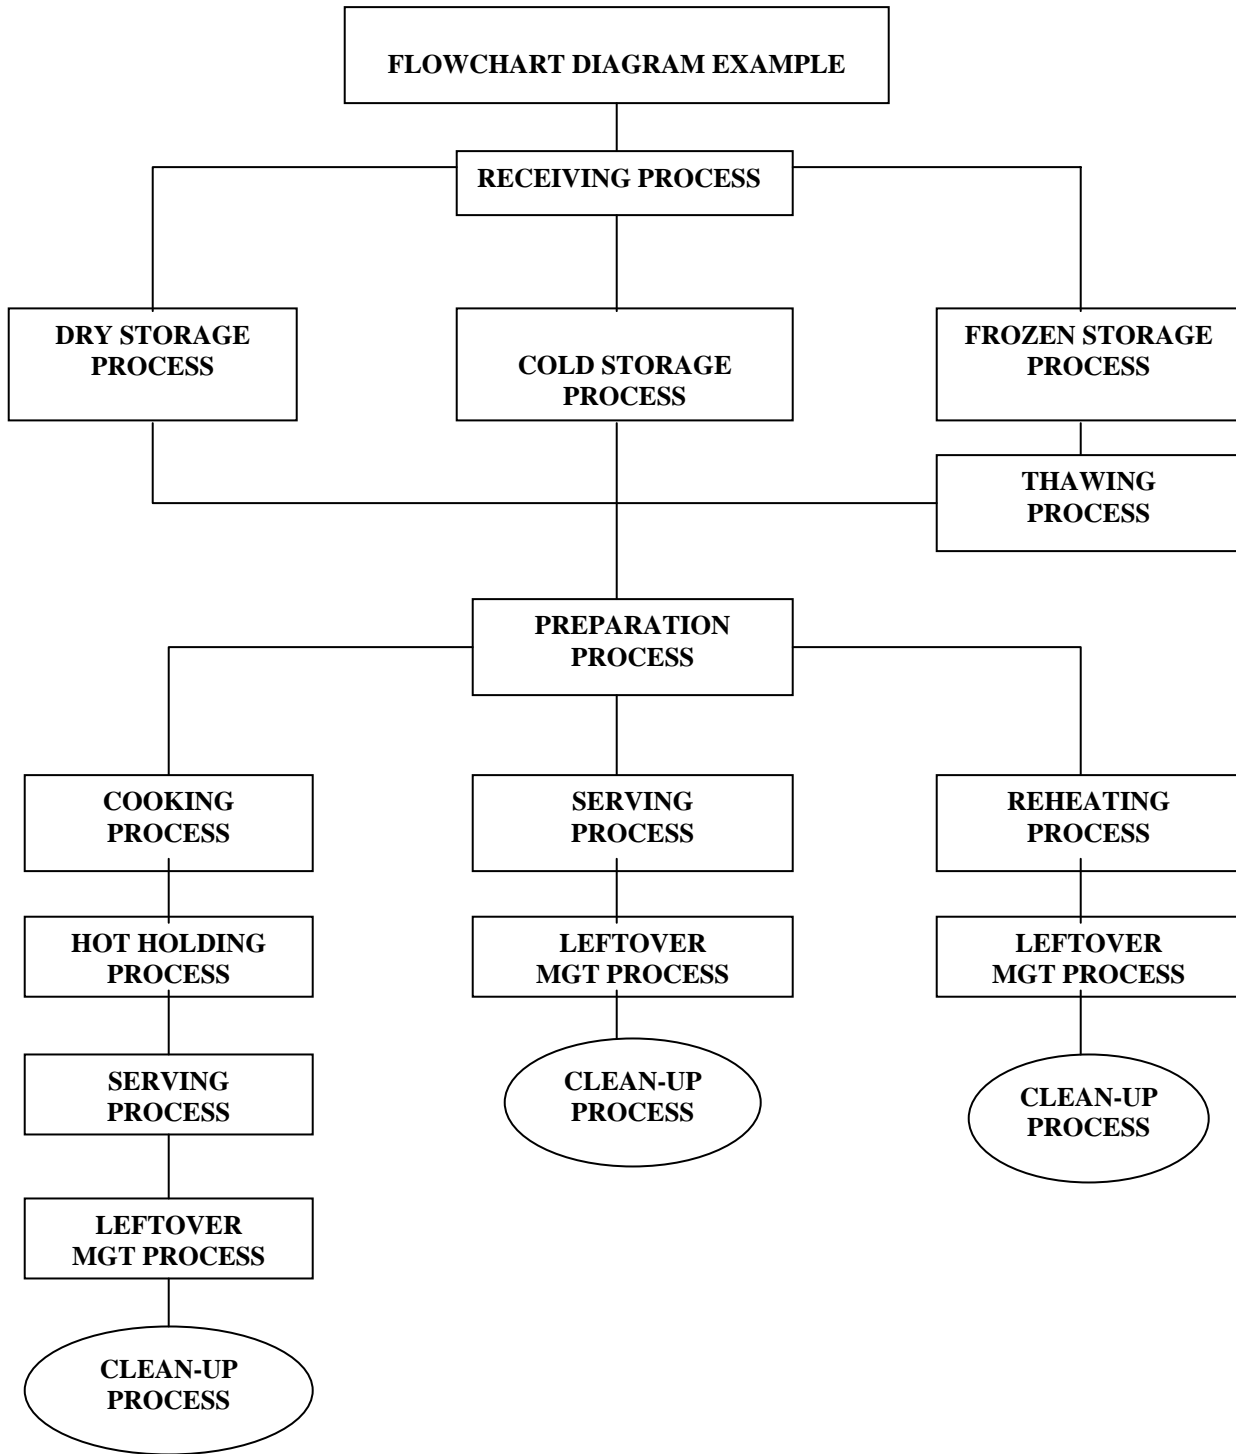 FLOWCHART DIAGRAM EXAMPLE
RECEIVING PROCESS
DRY STORAGE
PROCESS
COLD STORAGE
PROCESS
FROZEN STORAGE
PROCESS
THAWING
PROCESS
PREPARATION
PROCESS
COOKING
PROCESS
SERVING
PROCESS
REHEATING
PROCESS
HOT HOLDING
PROCESS
LEFTOVER
MGT PROCESS
LEFTOVER
MGT PROCESS
SERVING
PROCESS
CLEAN-UP
PROCESS
CLEAN-UP
PROCESS
LEFTOVER
MGT PROCESS
CLEAN-UP
PROCESS